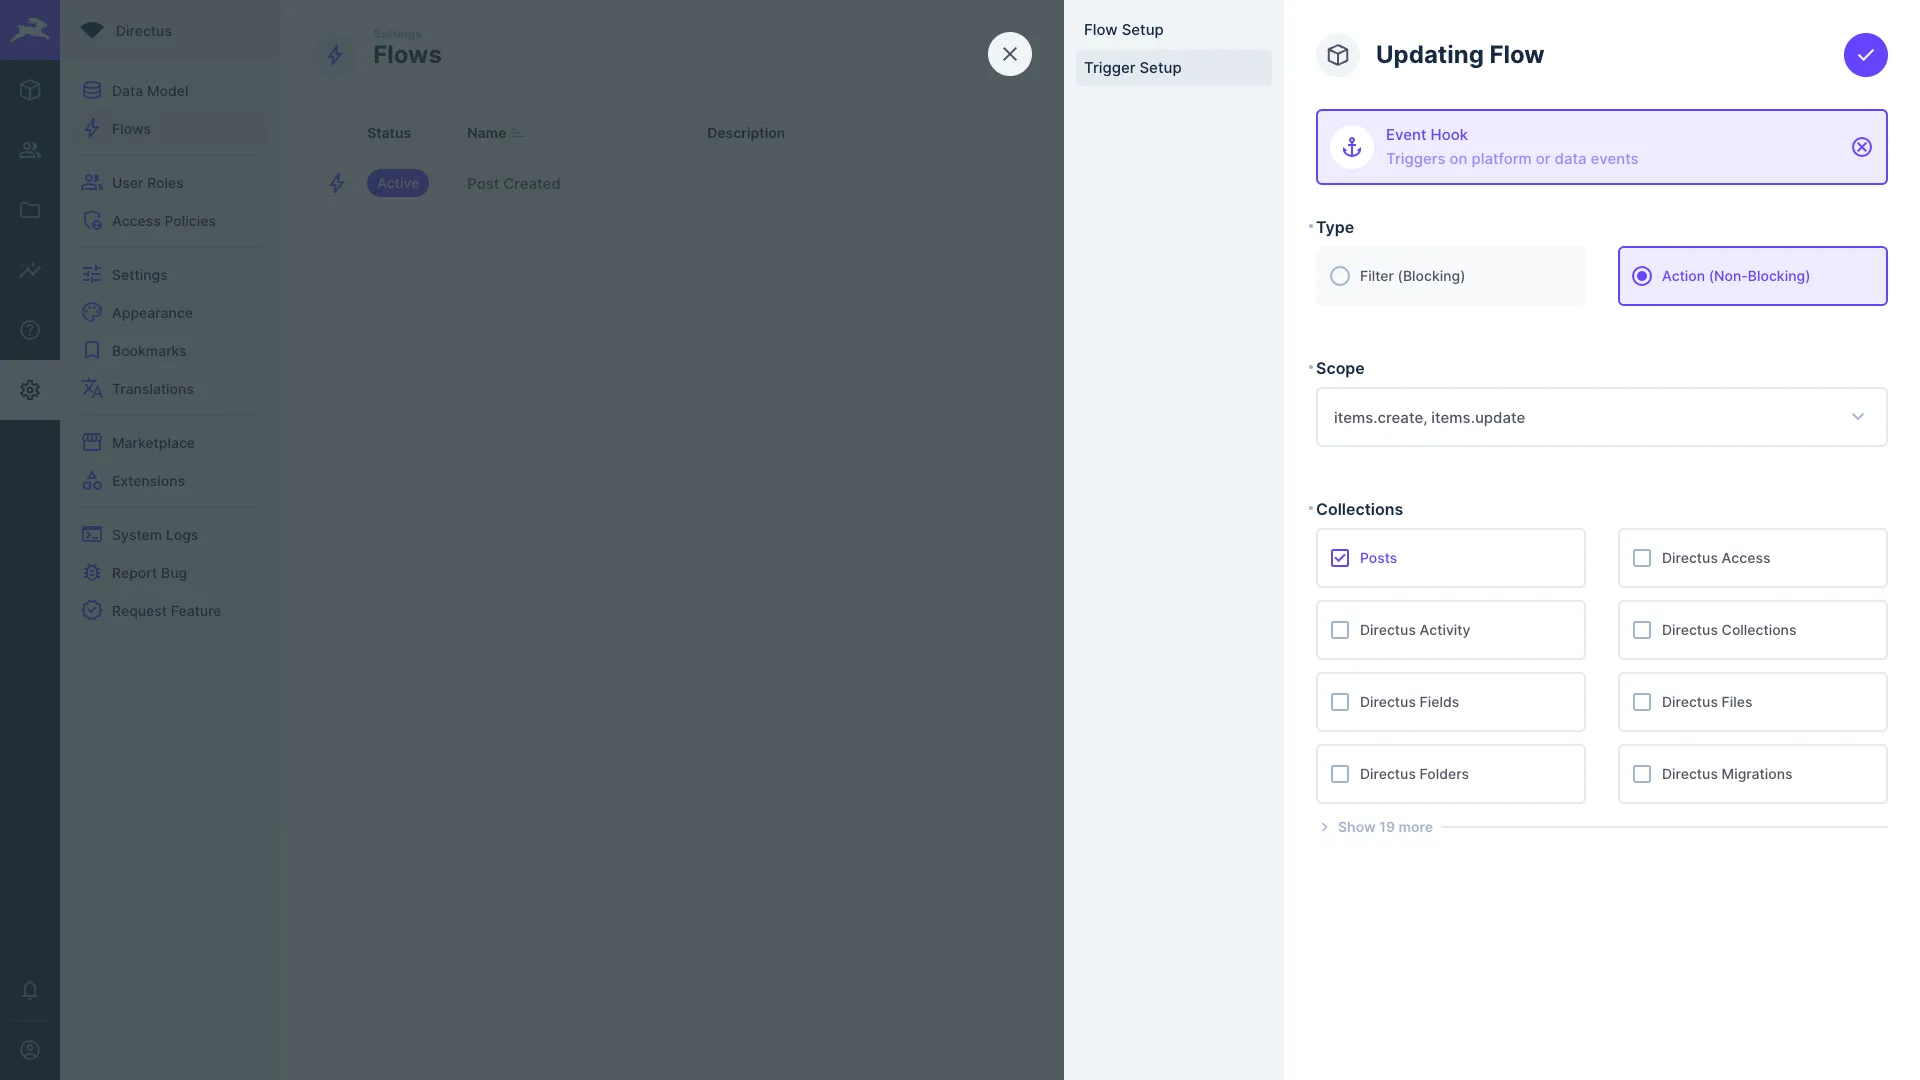 Directus
Data Model
Flows
User Roles
Access Policies
Settings
Appearance
Bookmarks
Translations
Marketplace
Extensions
System Logs
Report Bug
Request Feature
Settings
Flows
Status Name Description
Active Post Created
Flow Setup
Trigger Setup
Updating Flow
Event Hook
Triggers on platform or data events
Type
Filter (Blocking) Action (Non-Blocking)
Scope
items.create, items.update
Collections
Posts Directus Access
Directus Activity Directus Collections
Directus Fields Directus Files
Directus Folders Directus Migrations
Show 19 more